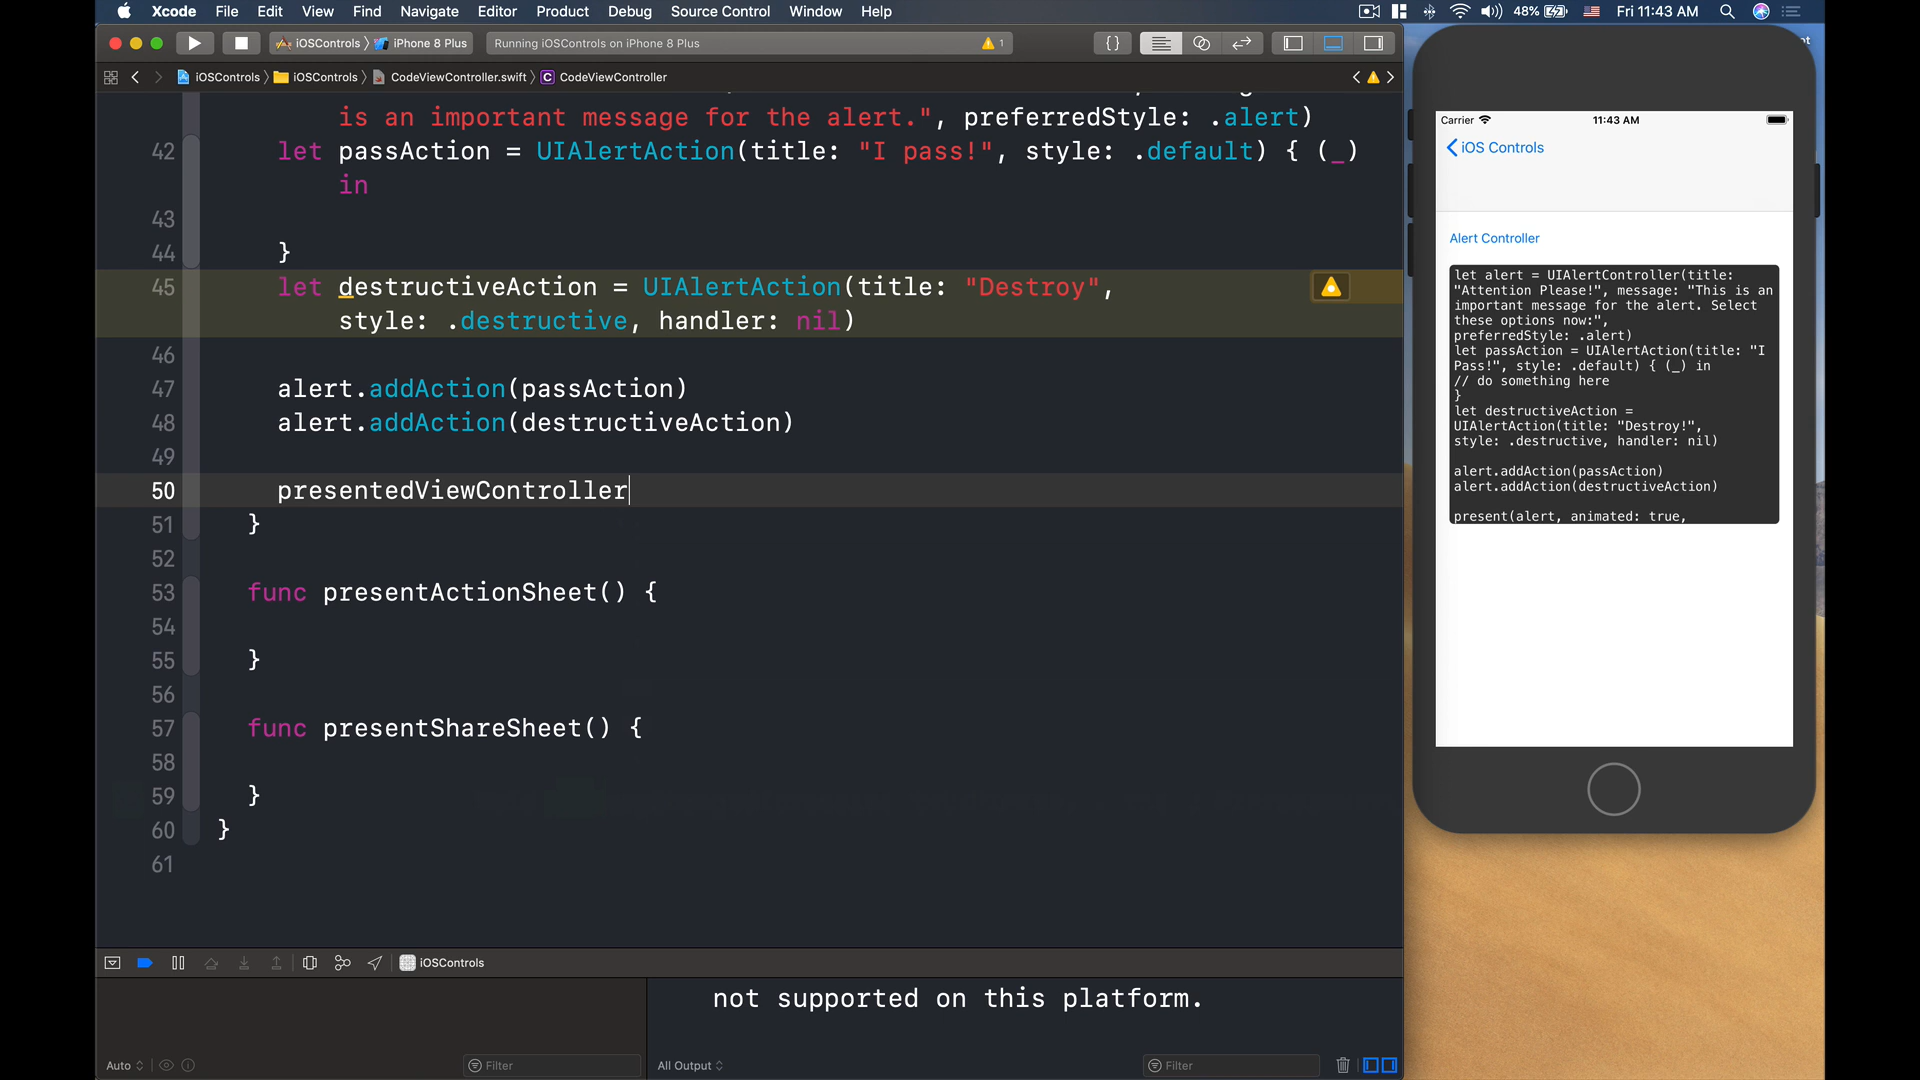 Xcode File Edit View Find Navigate Editor Product Debug Source Control Window Help 48% Fri 11:43 AM
iOSControls iPhone 8 Plus Running iOSControls on iPhone 8 Plus 1
iOSControls iOSControls CodeViewController.swift C CodeViewController
is an important message for the alert.", preferredStyle: .alert)
42 let passAction = UIAlertAction(title: "I pass!", style: .default) { (_)
in
43
44 }
45 let destructiveAction = UIAlertAction(title: "Destroy",
style: .destructive, handler: nil)
46
47 alert.addAction(passAction)
48 alert.addAction(destructiveAction)
49
50 presentedViewController
51 }
52
53 func presentActionSheet() {
54
55 }
56
57 func presentShareSheet() {
58
59 }
60 }
61
iOSControls
not supported on this platform.
Auto Filter All Output Filter
Carrier 11:43 AM
iOS Controls
Alert Controller
let alert = UIAlertController(title:
"Attention Please!", message: "This is an
important message for the alert. Select
these options now:",
preferredStyle: .alert)
let passAction = UIAlertAction(title: "I
Pass!", style: .default) { (_) in
// do something here
}
let destructiveAction =
UIAlertAction(title: "Destroy!",
style: .destructive, handler: nil)
alert.addAction(passAction)
alert.addAction(destructiveAction)
present(alert, animated: true,